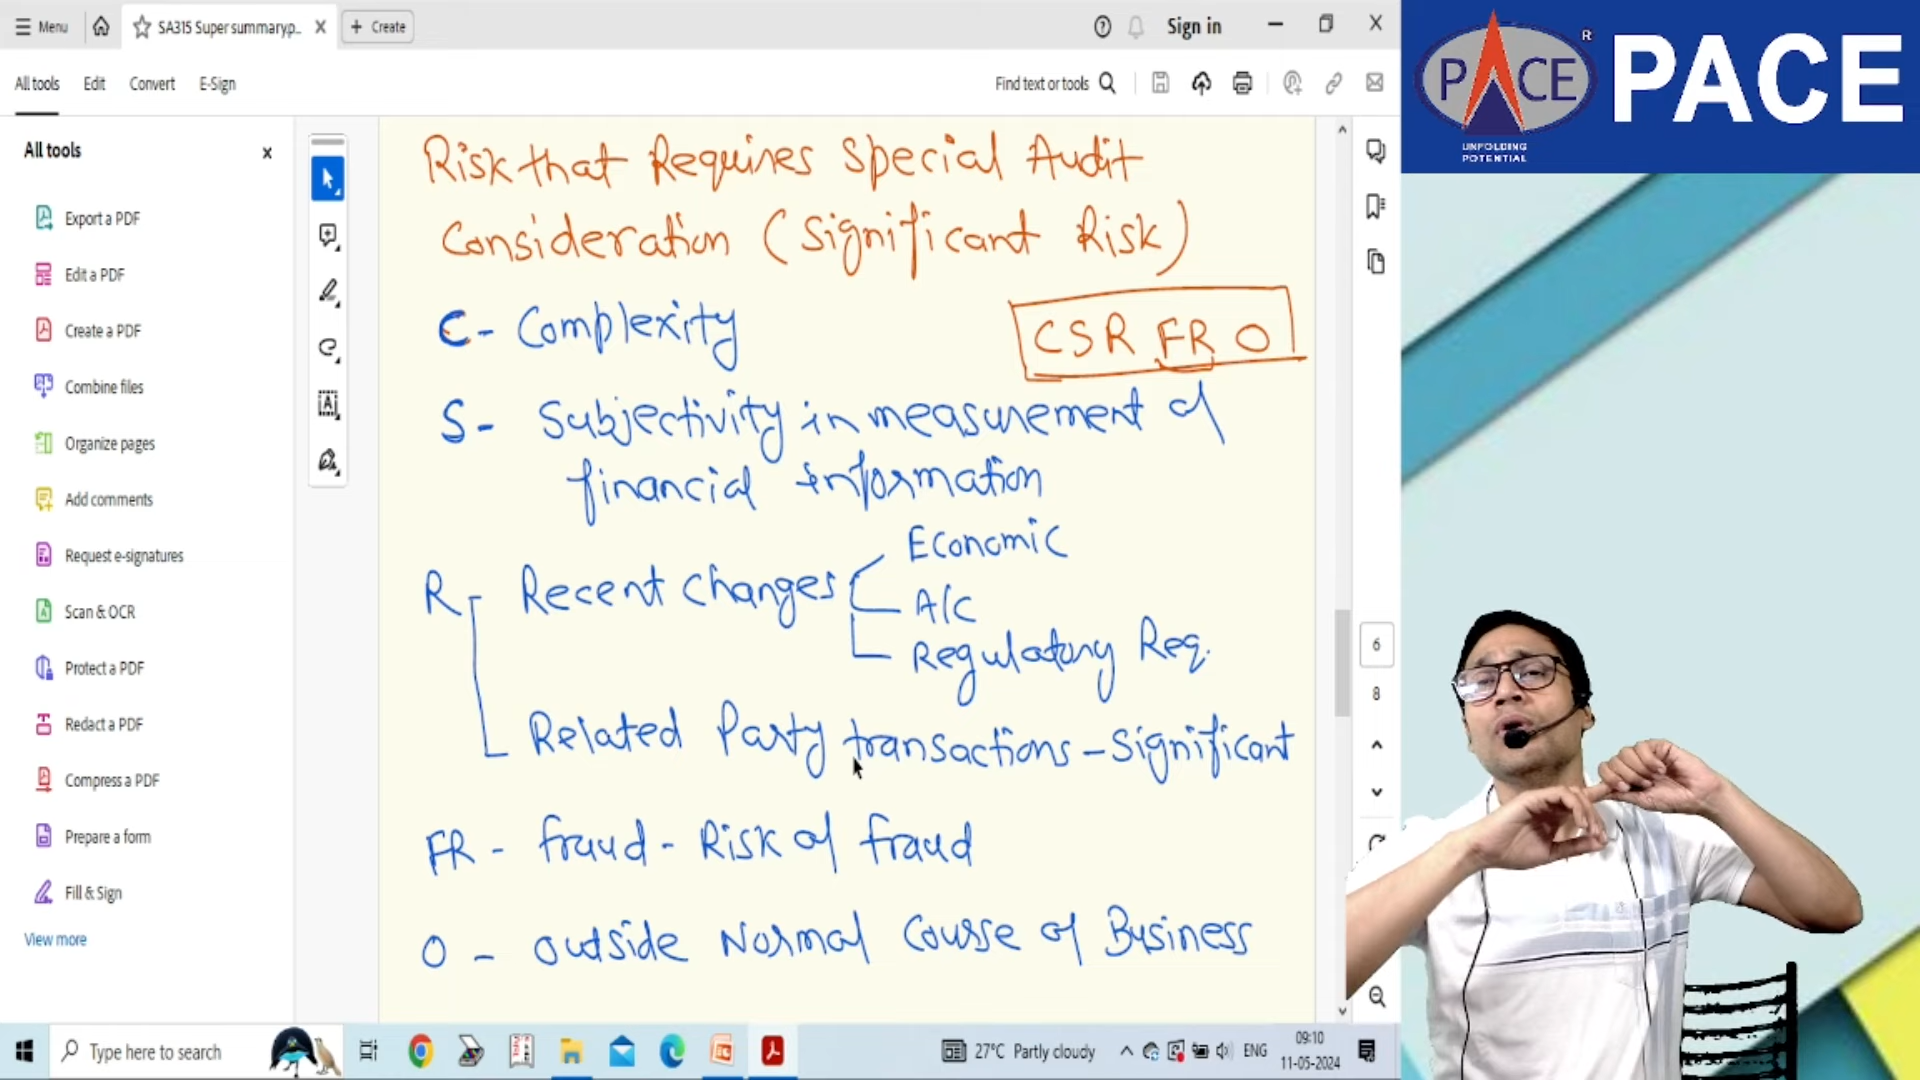 Menu
SA315 Super summary.p...
Create
Sign in
All tools
Edit
Convert
E-Sign
Find text or tools
All tools
Export a PDF
Edit a PDF
Create a PDF
Combine files
Organize pages
Add comments
Request e-signatures
Scan & OCR
Protect a PDF
Redact a PDF
Compress a PDF
Prepare a form
Fill & Sign
View more
Risk that Requires special Audit
Consideration (Significant Risk)
C - Complexity
CSR FR O
S - Subjectivity in measurement of
financial information
R - Recent changes
Economic
A/C
Regulatory Req.
Related Party transactions - Significant
FR - fraud - Risk of fraud
O - outside Normal Course of Business
6
8
PACE
R
UNFOLDING
POTENTIAL
PACE
Type here to search
27°C Partly cloudy
ENG
09:10
11-05-2024